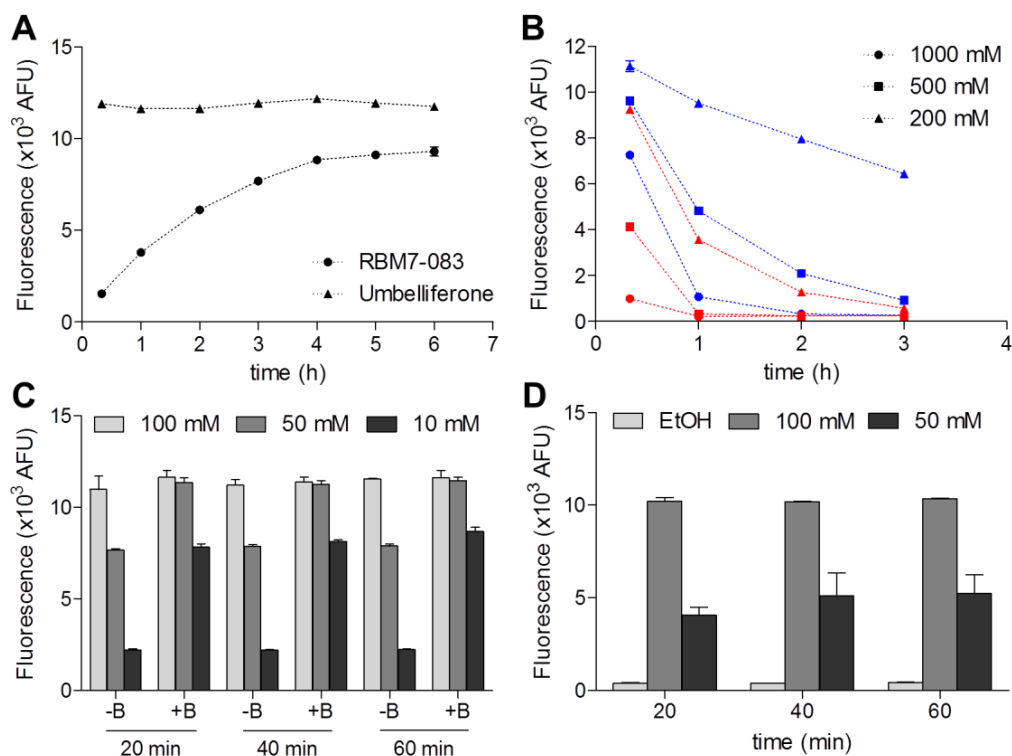 A
Fluorescence (x10³ AFU)
15
10
5
0
0 1 2 3 4 5 6 7
time (h)
RBM7-083
Umbelliferone
B
Fluorescence (x10³ AFU)
12
10
8
6
4
2
0
0 1 2 3 4
time (h)
1000 mM
500 mM
200 mM
C
Fluorescence (x10³ AFU)
15
10
5
0
100 mM 50 mM 10 mM
-B +B -B +B -B +B
20 min 40 min 60 min
D
Fluorescence (x10³ AFU)
15
10
5
0
EtOH 100 mM 50 mM
20 40 60
time (min)